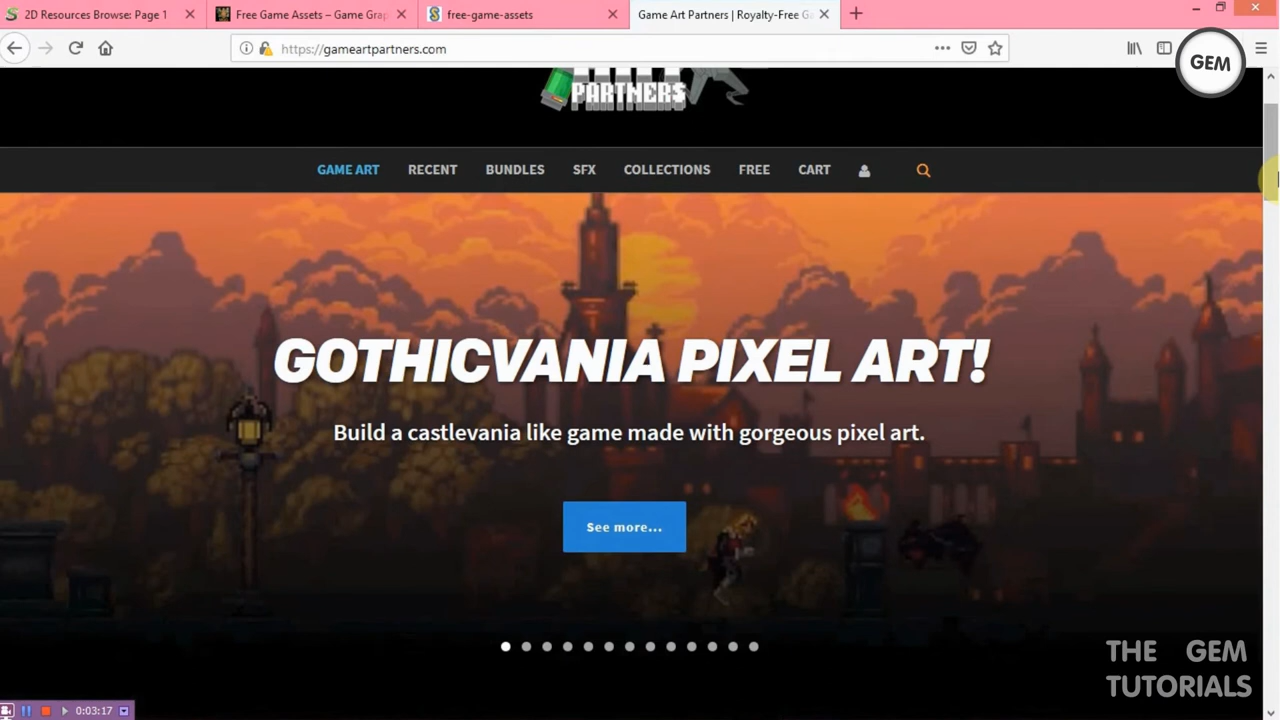 2D Resources Browse: Page 1
Free Game Assets – Game Grap
free-game-assets
Game Art Partners | Royalty-Free G
https://gameartpartners.com
GEM
PARTNERS
GAME ART RECENT BUNDLES SFX COLLECTIONS FREE CART
GOTHICVANIA PIXEL ART!
Build a castlevania like game made with gorgeous pixel art.
See more...
THE GEM
TUTORIALS
0:03:17